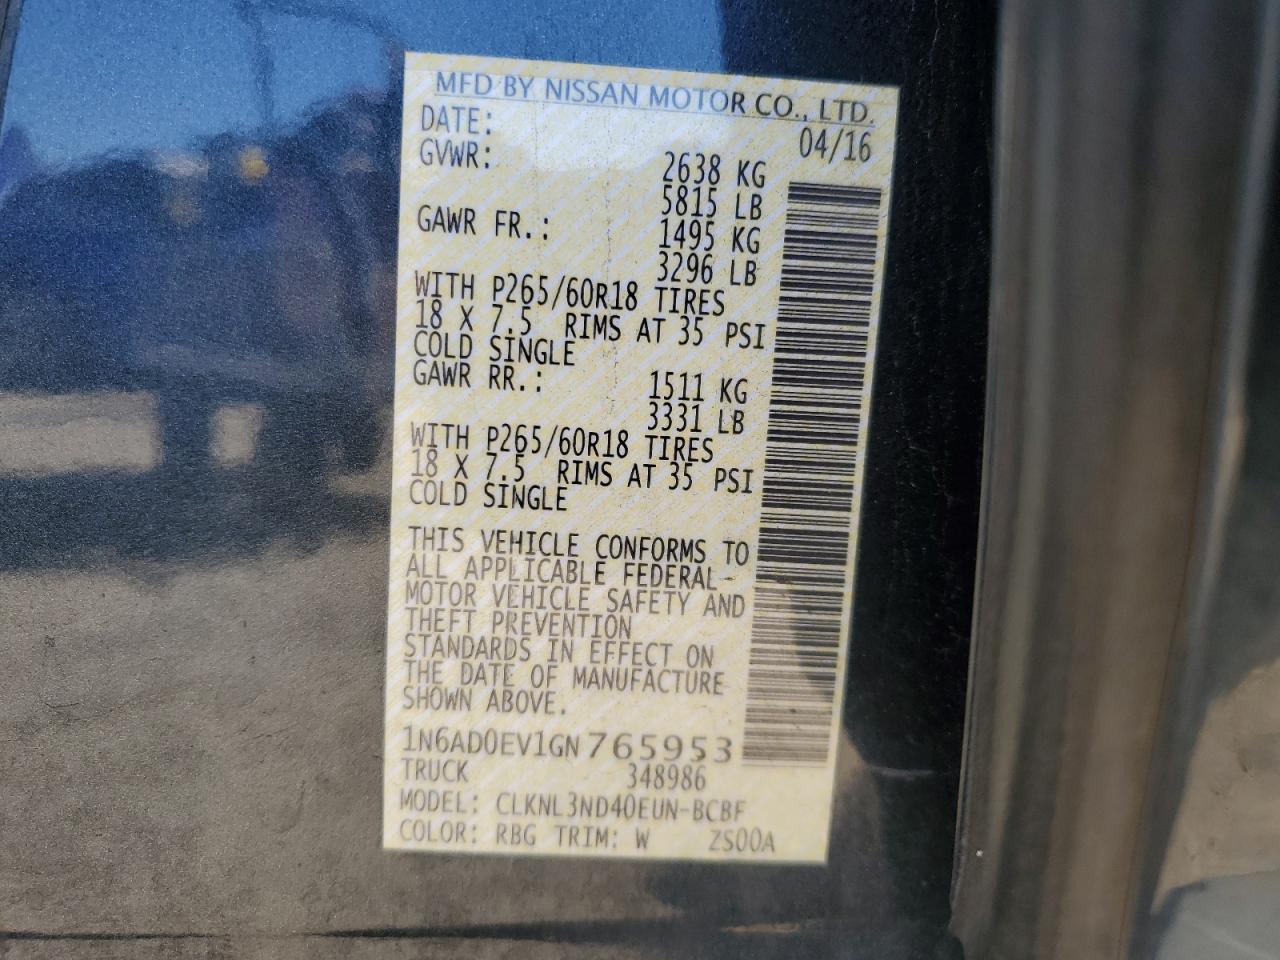 MFD BY NISSAN MOTOR CO., LTD.
DATE: 04/16
GVWR: 2638 KG
5815 LB
GAWR FR.: 1495 KG
3296 LB
WITH P265/60R18 TIRES
18 X 7.5 RIMS AT 35 PSI
COLD SINGLE
GAWR RR.: 1511 KG
3331 LB
WITH P265/60R18 TIRES
18 X 7.5 RIMS AT 35 PSI
COLD SINGLE
THIS VEHICLE CONFORMS TO
ALL APPLICABLE FEDERAL
MOTOR VEHICLE SAFETY AND
THEFT PREVENTION
STANDARDS IN EFFECT ON
THE DATE OF MANUFACTURE
SHOWN ABOVE.
1N6AD0EV1GN765953
TRUCK 348986
MODEL: CLKNL3ND40EUN-BCBF
COLOR: RBG TRIM: W ZS00A